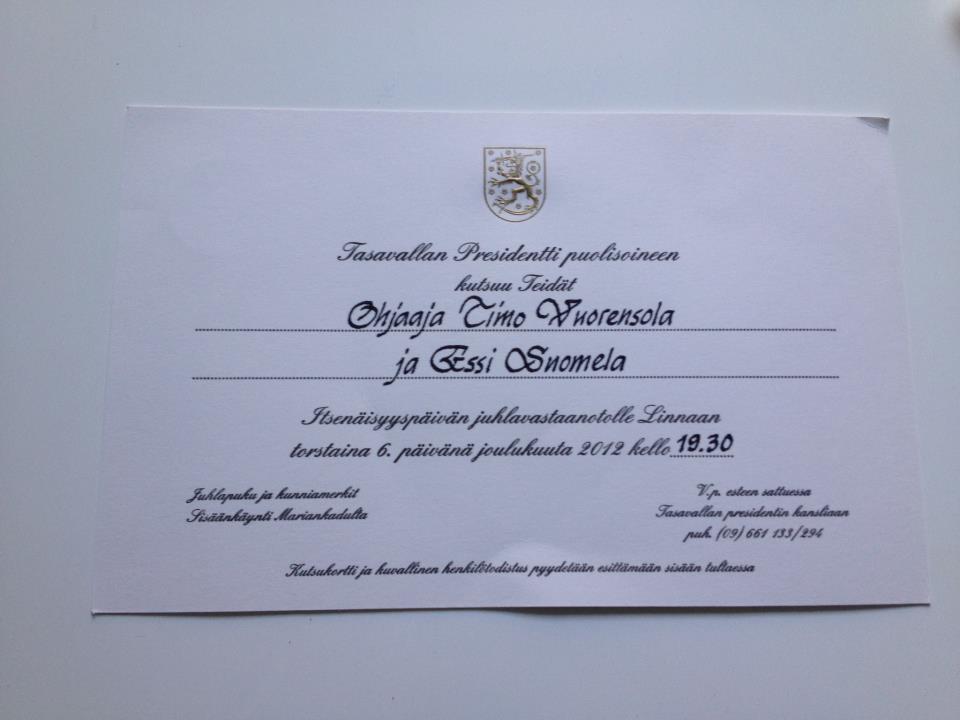 Tasavallan Presidentti puolisoineen
kutsuu Teidät
Ohjaaja Timo Vuorensola
ja Essi Suomela
Itsenäisyyspäivän juhlavastaanotolle Linnaan
torstaina 6. päivänä joulukuuta 2012 kello 19.30
Juhlapuku ja kunniamerkit
Sisäänkäynti Mariankadulta
V.p. esteen sattuessa
Tasavallan presidentin kansliaan
puh. (09) 661 133/294
Kutsukortti ja kuvallinen henkilötodistus pyydetään esittämään sisään tultaessa